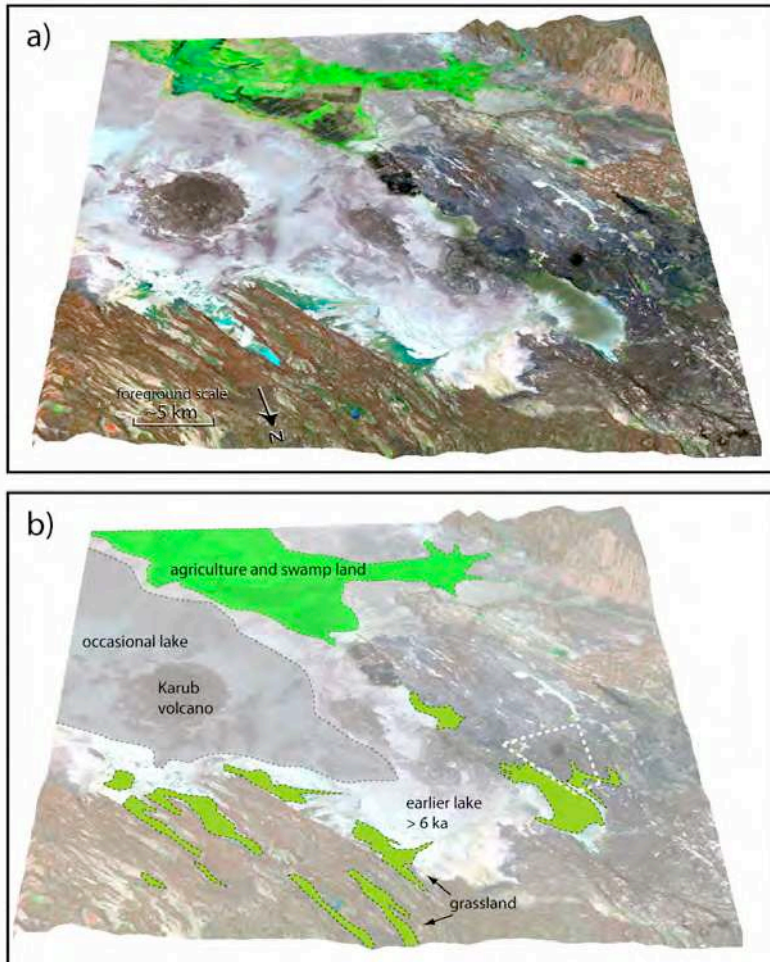 a)
foreground scale
~5 km
N
b)
agriculture and swamp land
occasional lake
Karub
volcano
earlier lake
> 6 ka
grassland